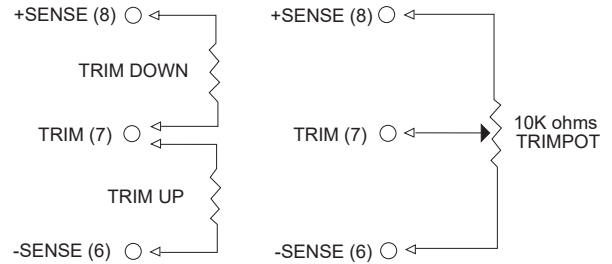 +SENSE (8)
TRIM DOWN
TRIM (7)
TRIM UP
-SENSE (6)
+SENSE (8)
TRIM (7)
10K ohms
TRIMPOT
-SENSE (6)